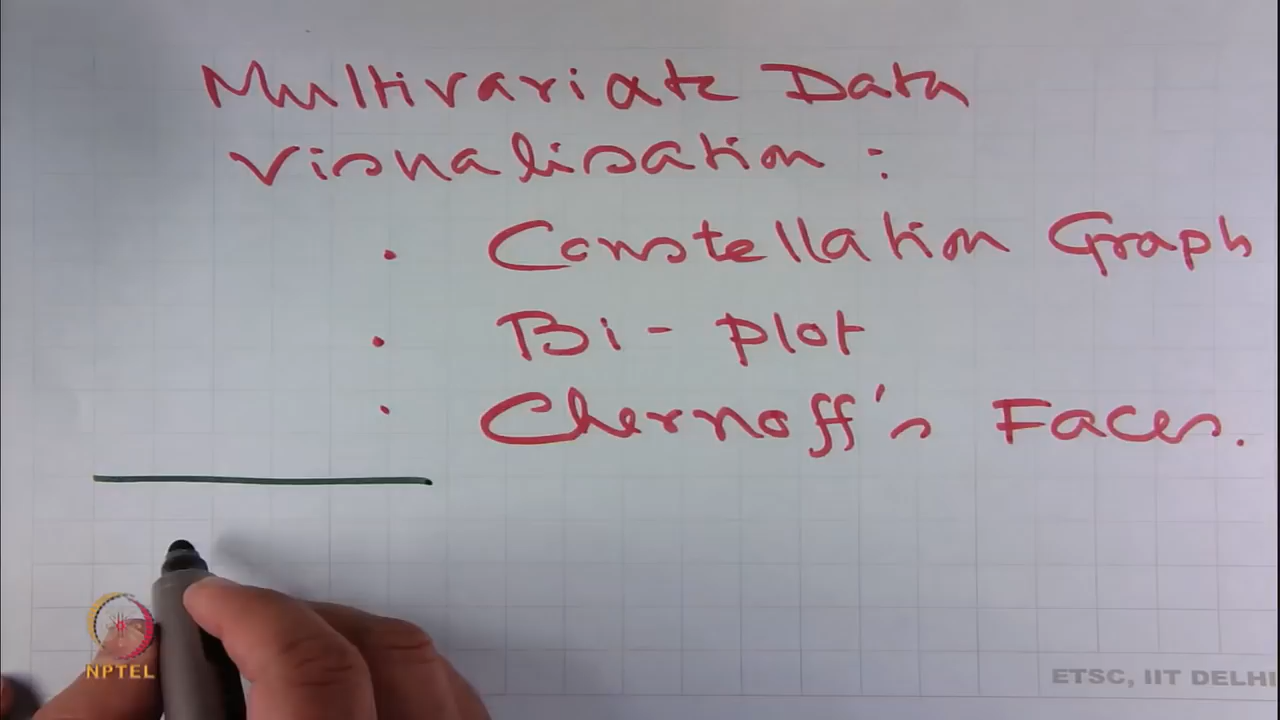 Multivariate Data
Visualisation :
• Constellation Graph
• Bi - plot
• Chernoff's Faces.
NPTEL
ETSC, IIT DELHI